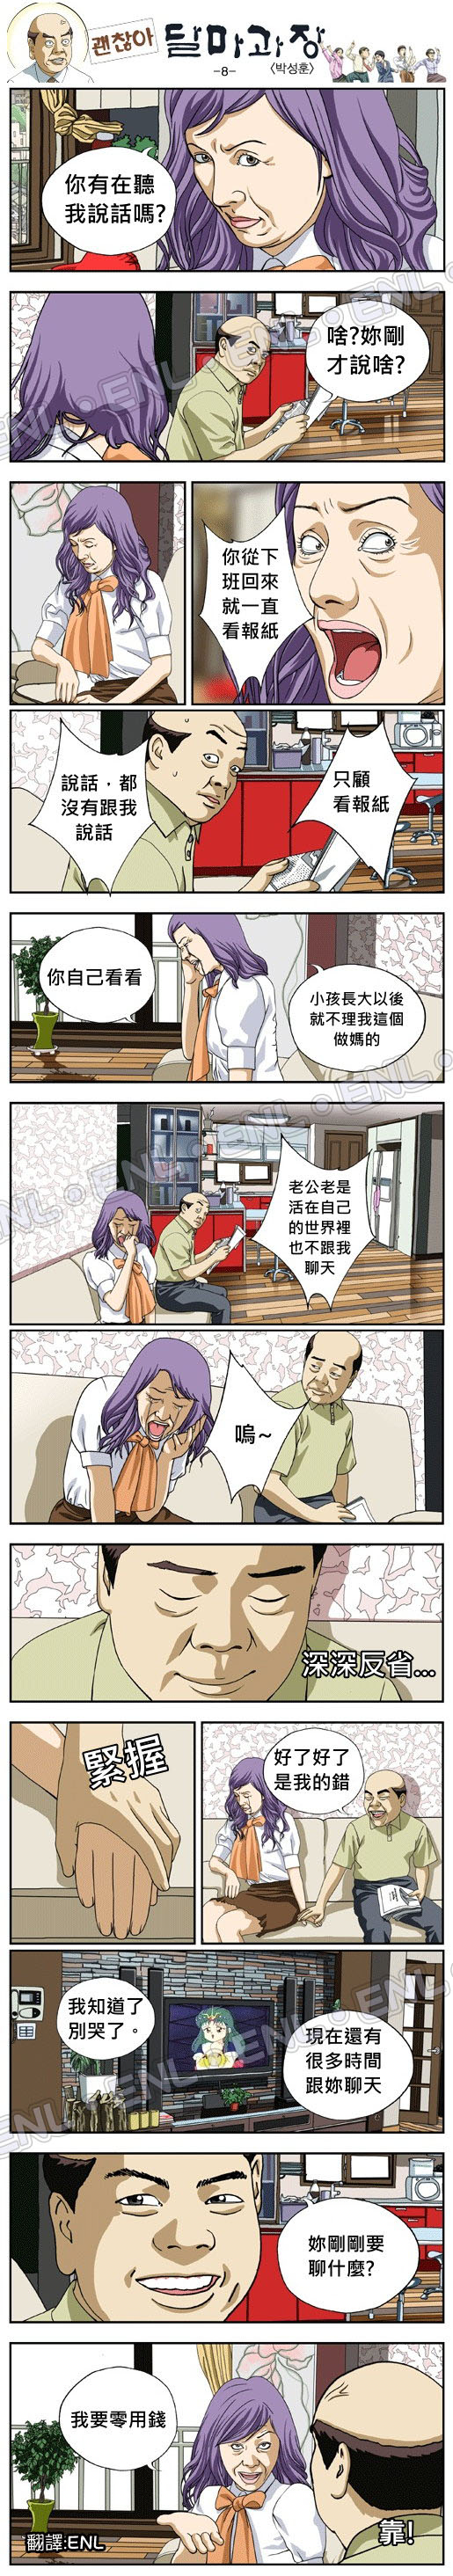 괜찮아 달마과장
-8-
<박성훈>
你有在聽
我說話嗎?
啥?妳剛
才說啥?
你從下
班回來
就一直
看報紙
說話，都
沒有跟我
說話
只顧
看報紙
你自己看看
小孩長大以後
就不理我這個
做媽的
老公老是
活在自己
的世界裡
也不跟我
聊天
嗚~
深深反省...
緊握
好了好了
是我的錯
我知道了
別哭了。
現在還有
很多時間
跟妳聊天
妳剛剛要
聊什麼?
我要零用錢
靠!
翻譯:ENL